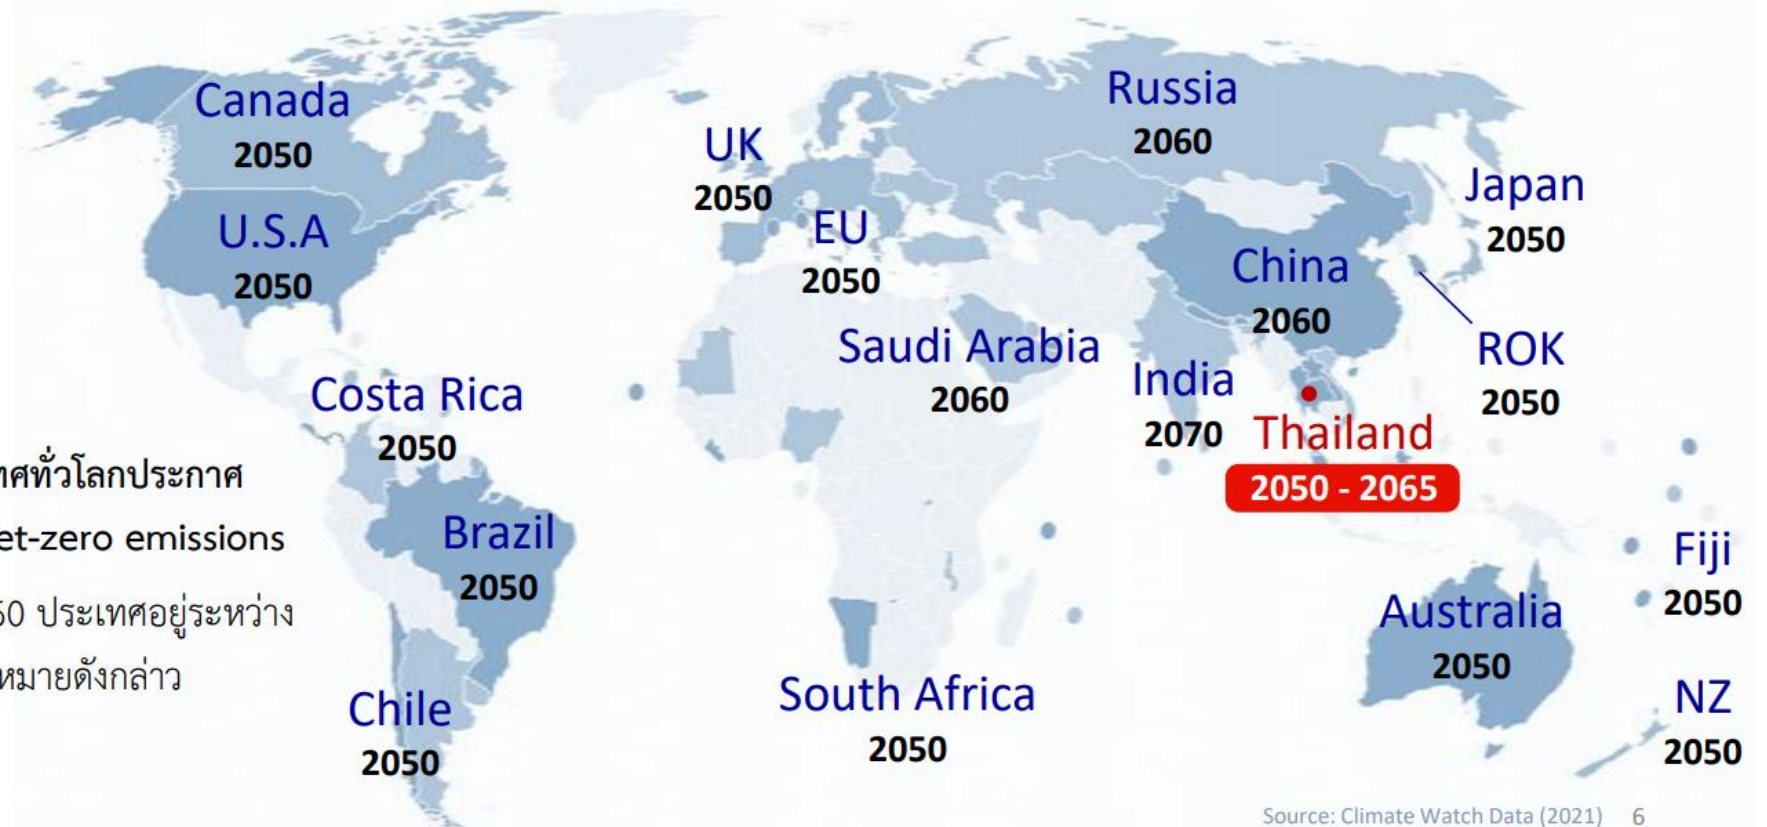 Canada
2050
U.S.A
2050
UK
2050
EU
2050
Russia
2060
Japan
2050
China
2060
ROK
2050
Saudi Arabia
2060
India
2070
Thailand
2050 - 2065
Costa Rica
2050
ทั่วโลกประกาศ
et-zero emissions
50 ประเทศอยู่ระหว่าง
หมายดังกล่าว
Brazil
2050
Chile
2050
South Africa
2050
Australia
2050
Fiji
2050
NZ
2050
Source: Climate Watch Data (2021) 6